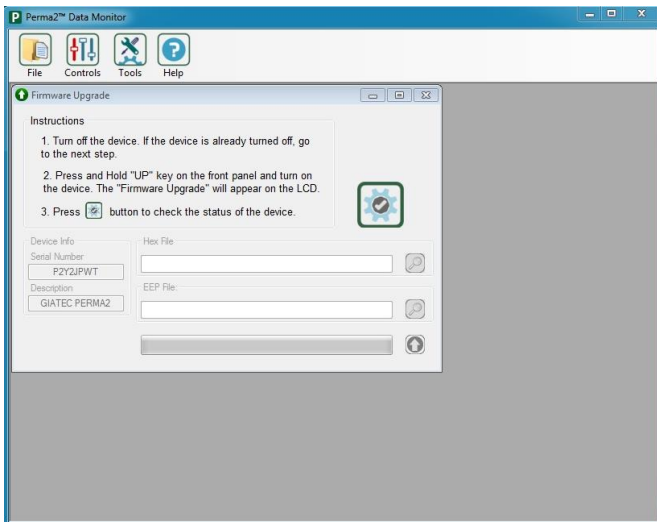 Perma2™ Data Monitor
File Controls Tools Help
Firmware Upgrade
Instructions
1. Turn off the device. If the device is already turned off, go
to the next step.
2. Press and Hold "UP" key on the front panel and turn on
the device. The "Firmware Upgrade" will appear on the LCD.
3. Press button to check the status of the device.
Device Info
Serial Number
P2Y2JPWT
Description
GIATEC PERMA2
Hex File
EEP File: